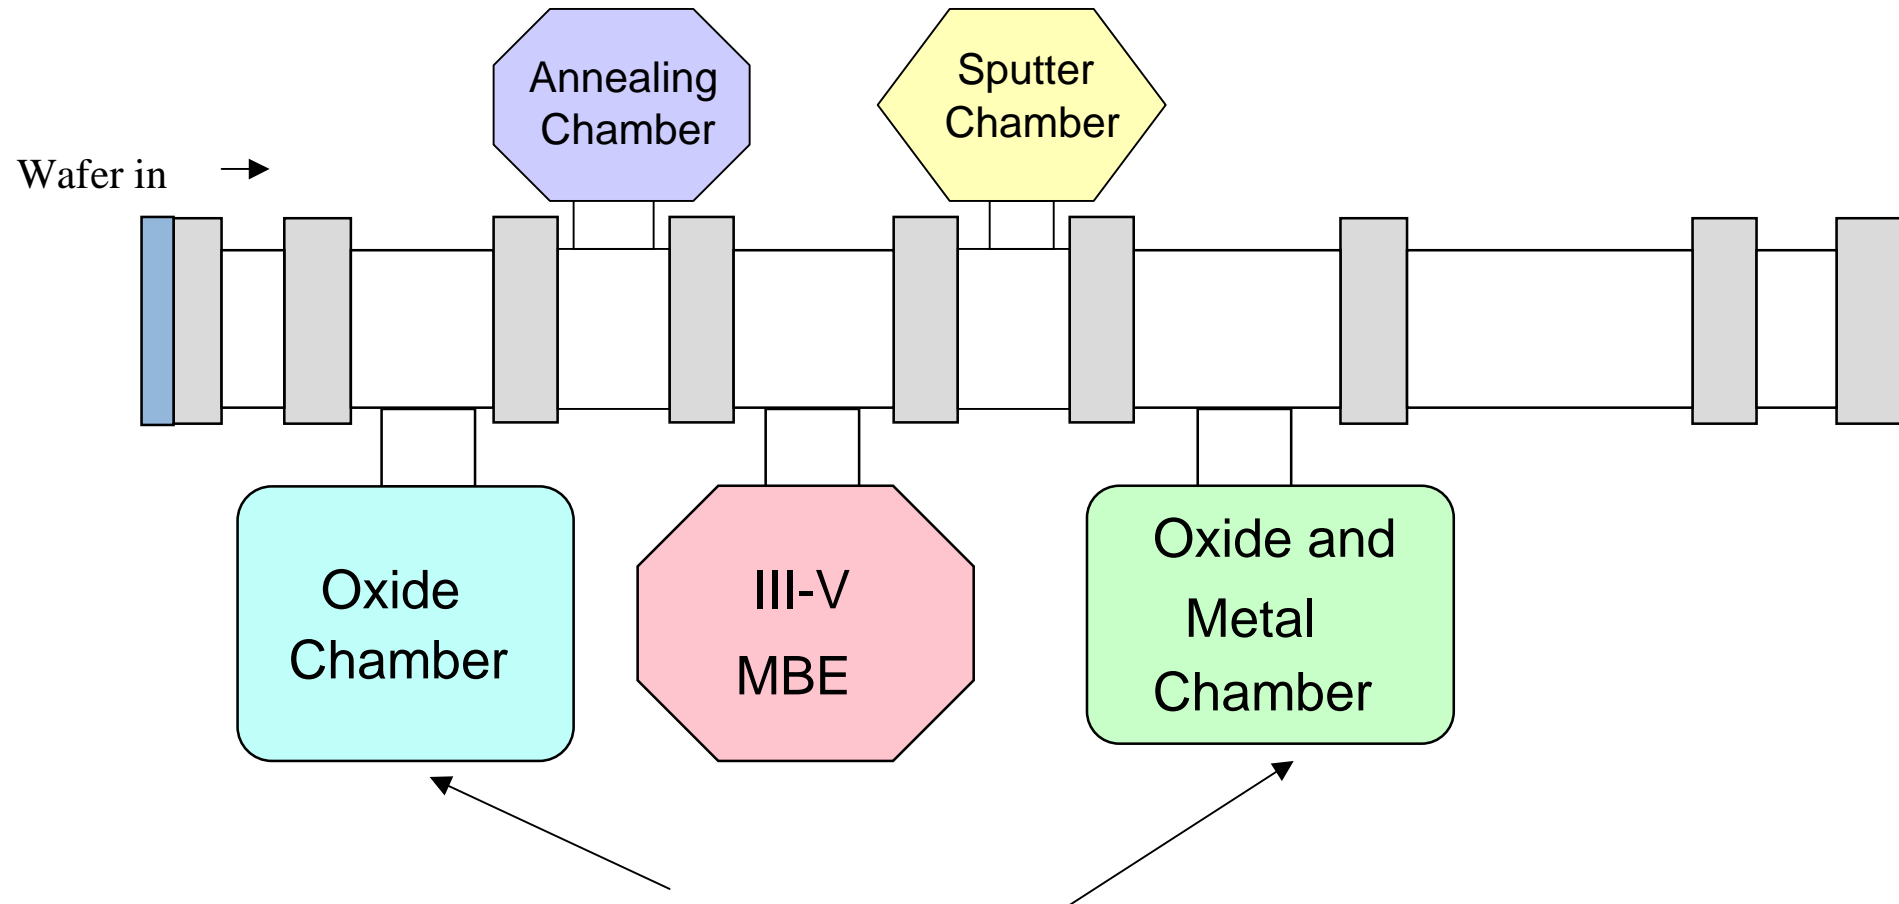 Annealing
Chamber
Sputter
Chamber
Wafer in
Oxide
Chamber
III-V
MBE
Oxide and
Metal
Chamber